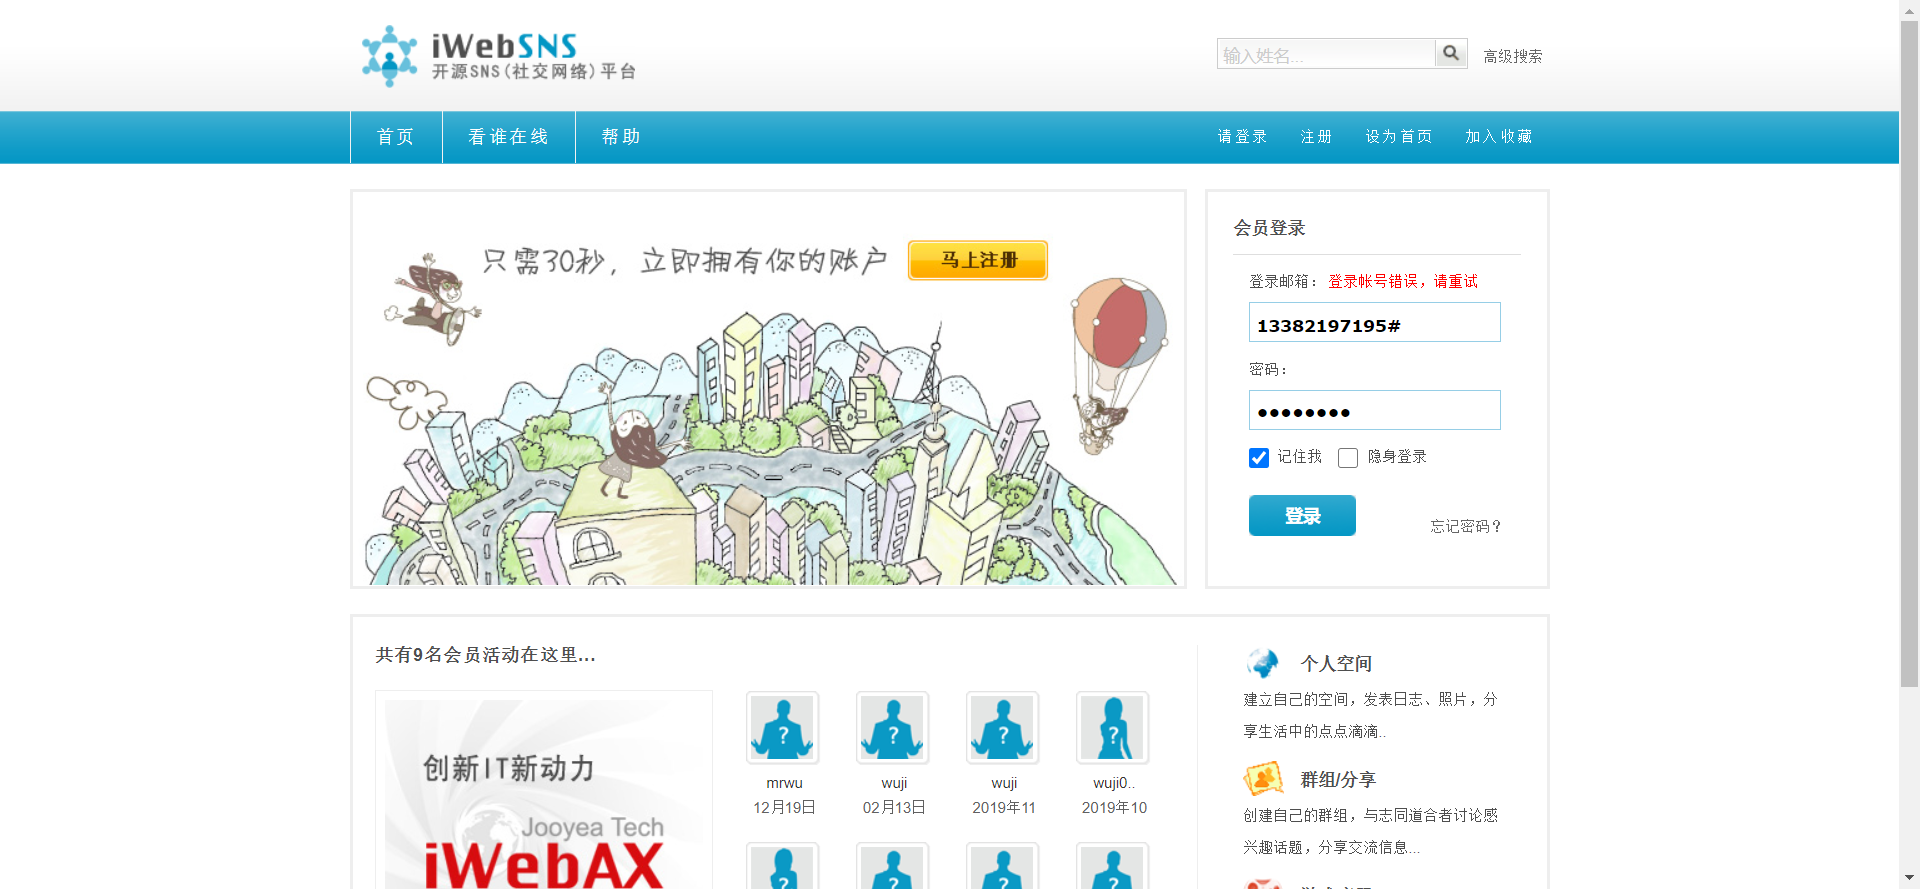 iWebSNS
开源SNS(社交网络)平台
输入姓名...
高级搜索
首页
看谁在线
帮助
请登录
注册
设为首页
加入收藏
只需30秒，立即拥有你的账户
马上注册
会员登录
登录邮箱： 登录帐号错误，请重试
13382197195#
密码：
●●●●●●●●
记住我
隐身登录
登录
忘记密码？
共有9名会员活动在这里...
创新IT新动力
Jooyea Tech
iWebAX
mrwu
12月19日
wuji
02月13日
wuji
2019年11
wuji0..
2019年10
个人空间
建立自己的空间，发表日志、照片，分
享生活中的点点滴滴..
群组/分享
创建自己的群组，与志同道合者讨论感
兴趣话题，分享交流信息...